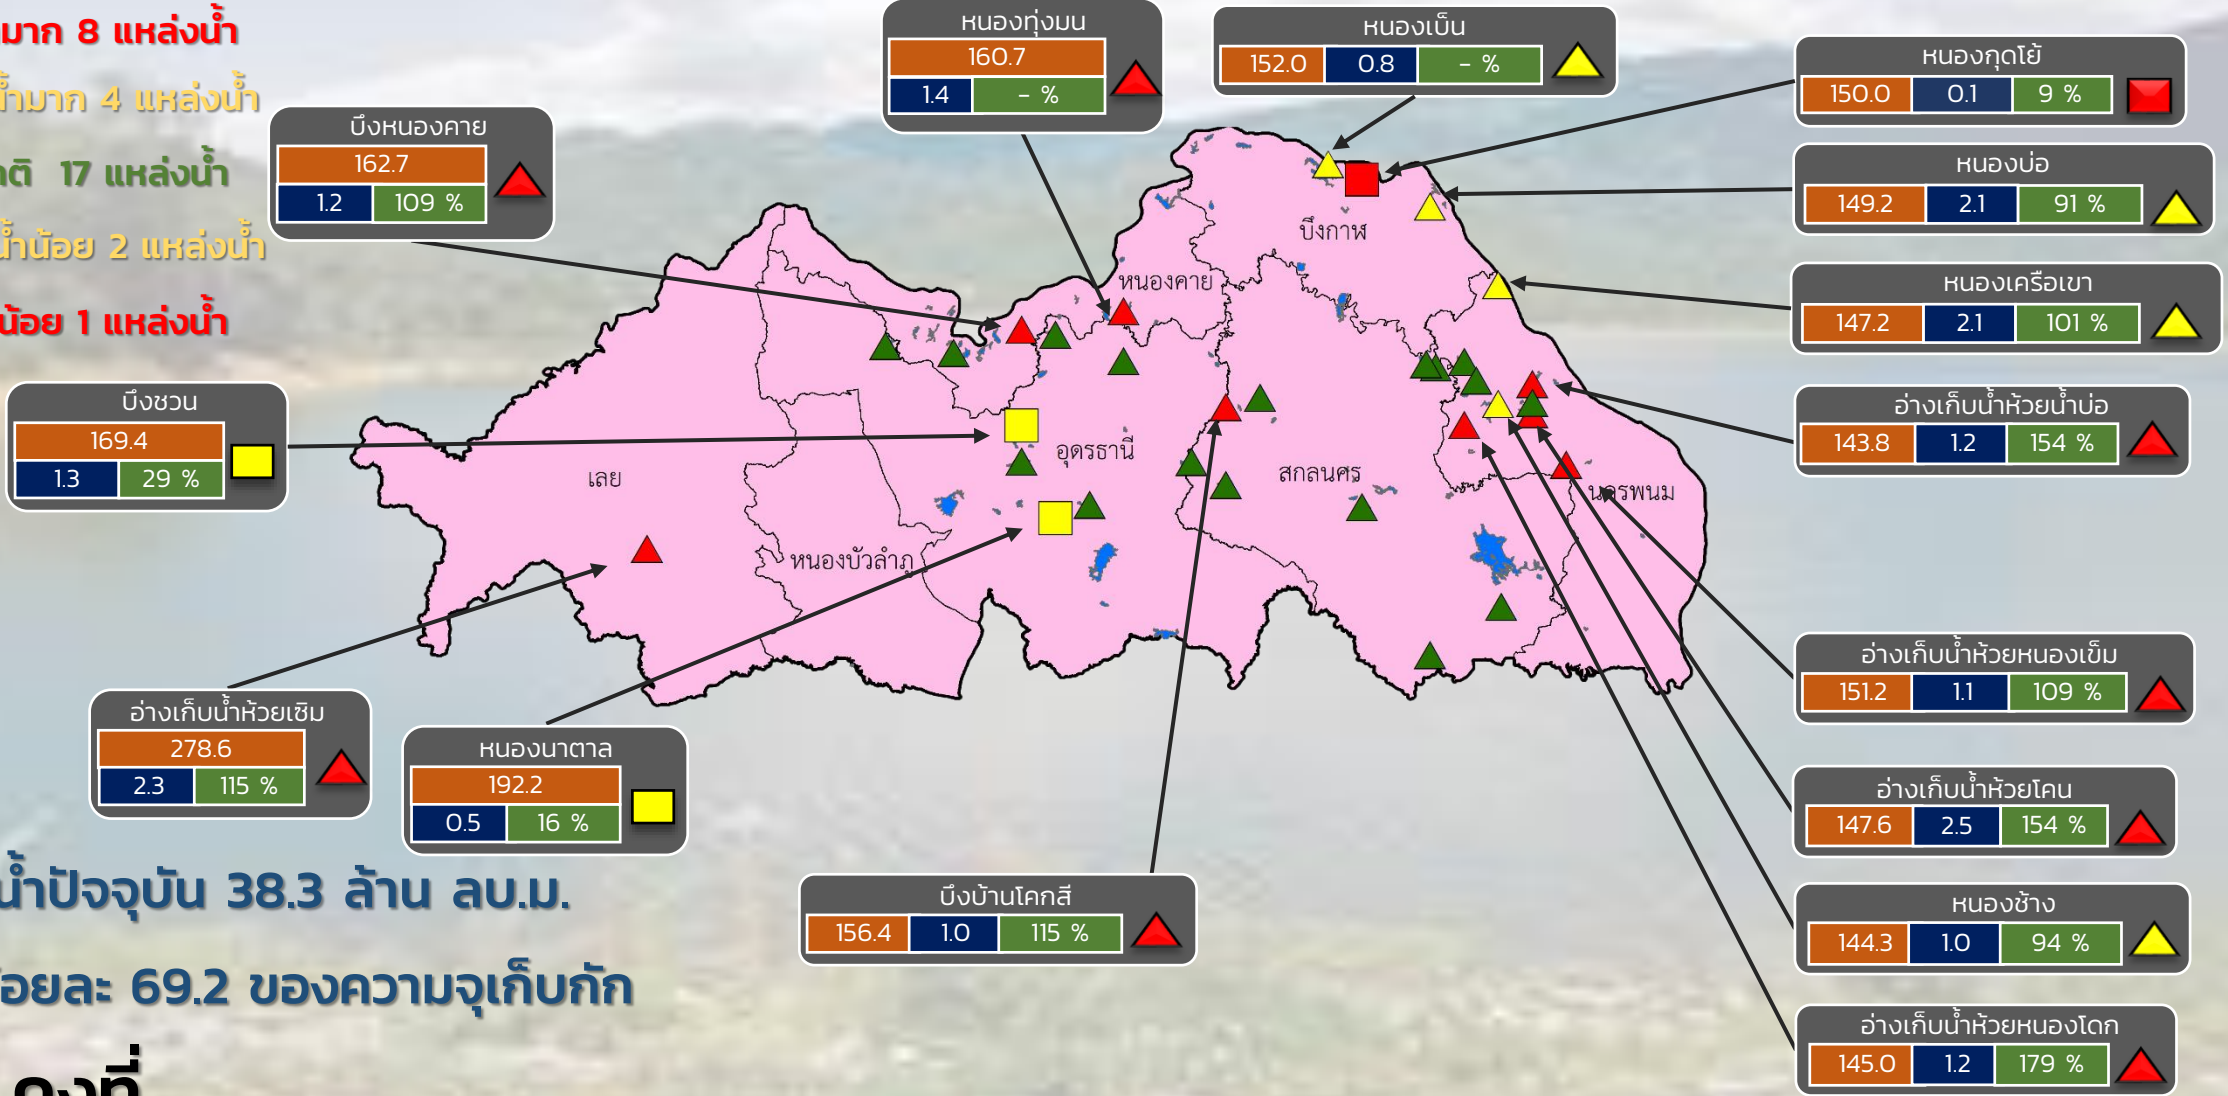 มาก 8 แหล่งน้ำ
น้ำมาก 4 แหล่งน้ำ
17 แหล่งน้ำ
น้ำน้อย 2 แหล่งน้ำ
น้อย 1 แหล่งน้ำ
บึงหนองคาย
162.7
1.2 109 %
หนองทุ่งมน
160.7
1.4 - %
หนองเบ็น
152.0 0.8 - %
หนองกุดโย้
150.0 0.1 9 %
หนองบ่อ
149.2 2.1 91 %
หนองเครือเขา
147.2 2.1 101 %
อ่างเก็บน้ำห้วยน้ำบ่อ
143.8 1.2 154 %
บึงชวน
169.4
1.3 29 %
บึงกาฬ
หนองคาย
อุดรธานี
เลย
สกลนคร
นครพนม
หนองบัวลำภู
อ่างเก็บน้ำห้วยหนองเข็ม
151.2 1.1 109 %
อ่างเก็บน้ำห้วยเซิม
278.6
2.3 115 %
หนองนาตาล
192.2
0.5 16 %
อ่างเก็บน้ำห้วยโคน
147.6 2.5 154 %
บึงบ้านโคกสี
156.4 1.0 115 %
หนองช้าง
144.3 1.0 94 %
อ่างเก็บน้ำห้วยหนองโดก
145.0 1.2 179 %
น้ำปัจจุบัน 38.3 ล้าน ลบ.ม.
ร้อยละ 69.2 ของความจุเก็บกัก
คงที่